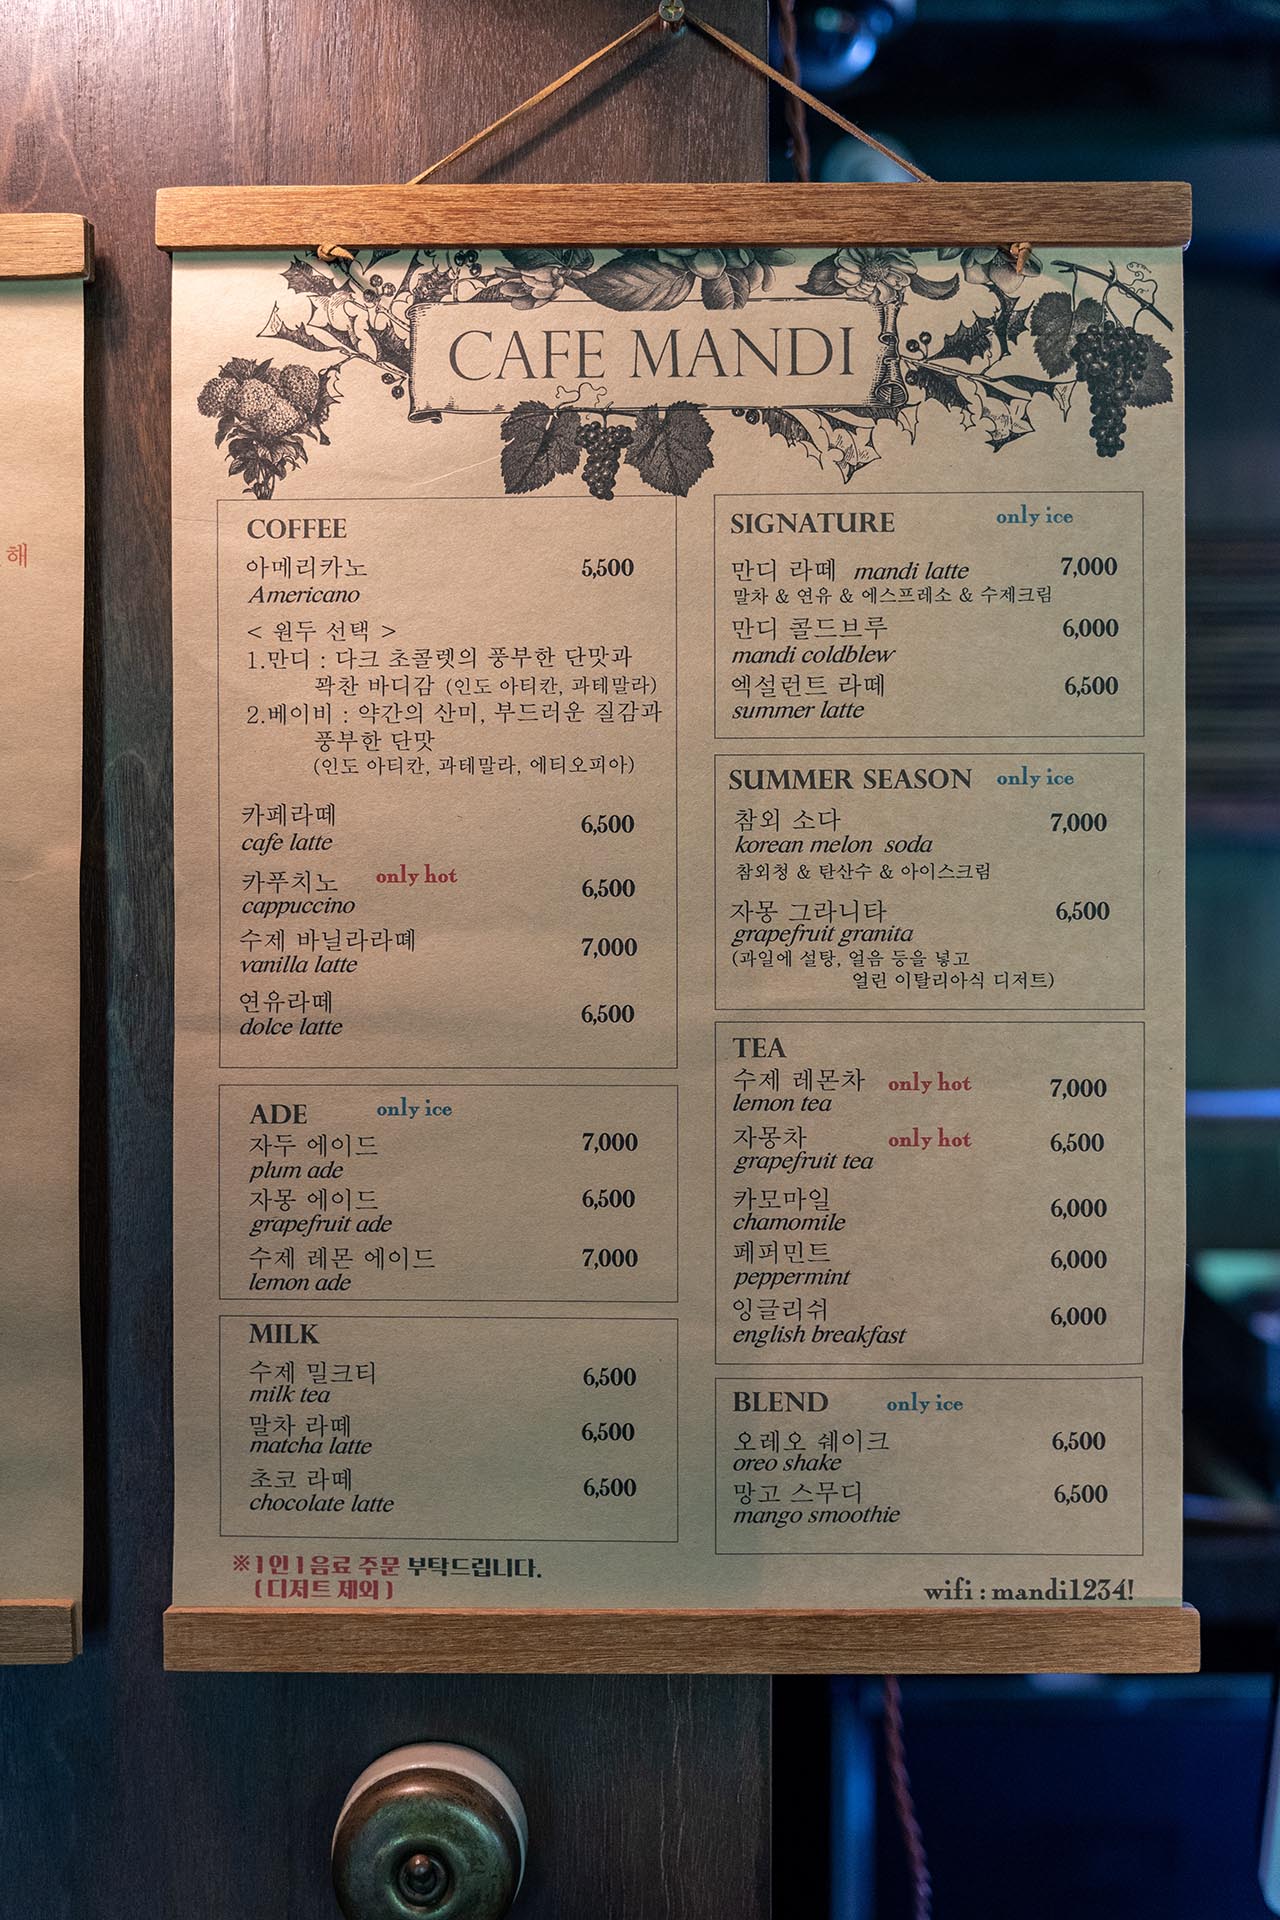 해
CAFE MANDI
COFFEE
아메리카노 5,500
Americano
< 원두 선택 >
1.만디 : 다크 초콜렛의 풍부한 단맛과
꽉찬 바디감 (인도 아티칸, 과테말라)
2.베이비 : 약간의 산미, 부드러운 질감과
풍부한 단맛
(인도 아티칸, 과테말라, 에티오피아)
카페라떼 6,500
cafe latte
카푸치노 only hot 6,500
cappuccino
수제 바닐라라떼 7,000
vanilla latte
연유라떼 6,500
dolce latte
ADE only ice
자두 에이드 7,000
plum ade
자몽 에이드 6,500
grapefruit ade
수제 레몬 에이드 7,000
lemon ade
MILK
수제 밀크티 6,500
milk tea
말차 라떼 6,500
matcha latte
초코 라떼 6,500
chocolate latte
※1인 1음료 주문 부탁드립니다.
(디저트 제외)
SIGNATURE only ice
만디 라떼 mandi latte 7,000
말차 & 연유 & 에스프레소 & 수제크림
만디 콜드브루 6,000
mandi coldblew
엑설런트 라떼 6,500
summer latte
SUMMER SEASON only ice
참외 소다 7,000
korean melon soda
참외청 & 탄산수 & 아이스크림
자몽 그라니타 6,500
grapefruit granita
(과일에 설탕, 얼음 등을 넣고
얼린 이탈리아식 디저트)
TEA
수제 레몬차 only hot 7,000
lemon tea
자몽차 only hot 6,500
grapefruit tea
카모마일 6,000
chamomile
페퍼민트 6,000
peppermint
잉글리쉬 6,000
english breakfast
BLEND only ice
오레오 쉐이크 6,500
oreo shake
망고 스무디 6,500
mango smoothie
wifi : mandi1234!